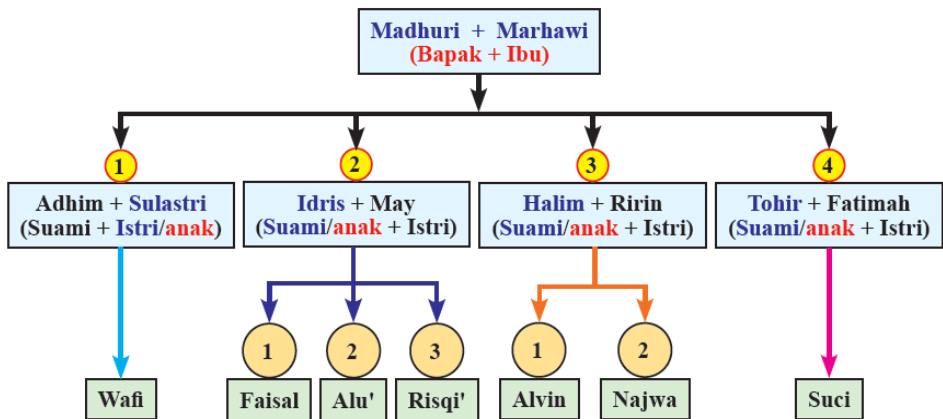 Madhuri + Marhawi
(Bapak + Ibu)
1
2
3
4
Adhim + Sulastri
(Suami + Istri/anak)
Idris + May
(Suami/anak + Istri)
Halim + Ririn
(Suami/anak + Istri)
Tohir + Fatimah
(Suami/anak + Istri)
1
2
3
1
2
Wafi
Faisal
Alu'
Risqi'
Alvin
Najwa
Suci